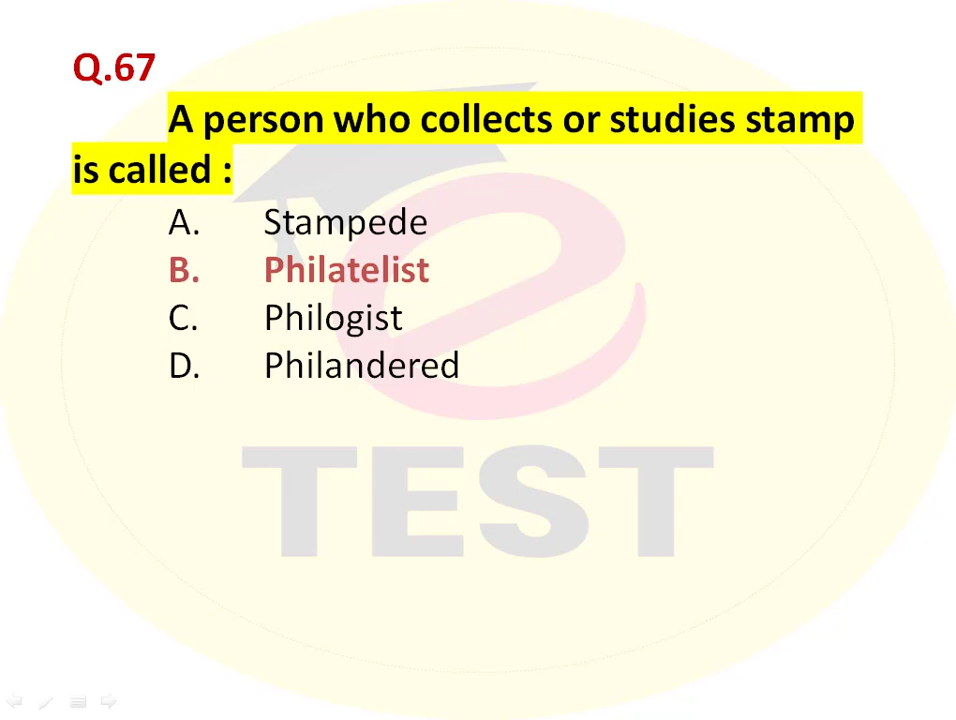 Q.67
A person who collects or studies stamp
is called :
A. Stampede
B. Philatelist
C. Philogist
D. Philandered
e
TEST